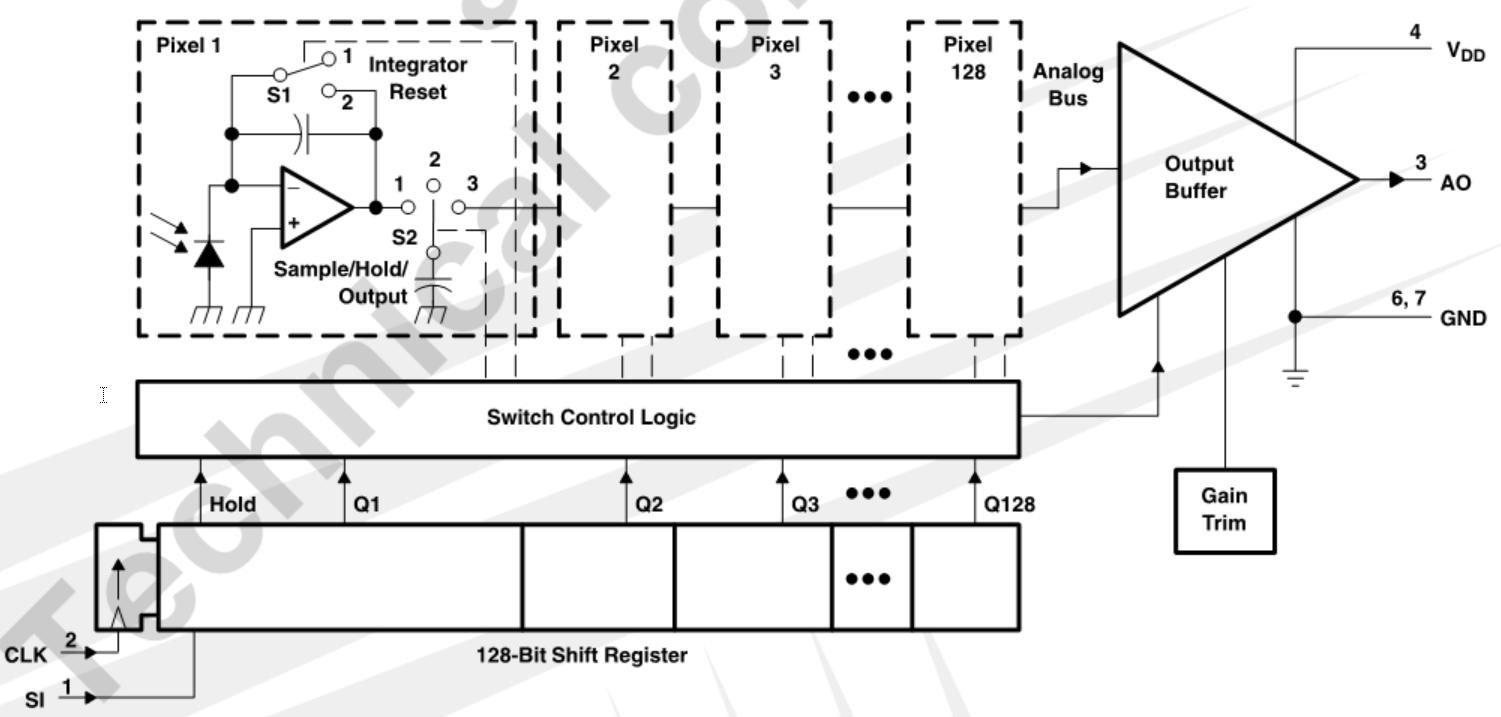 Pixel 1
1
Integrator
Reset
S1
2
–
+
1
2
3
S2
Sample/Hold/
Output
Pixel
2
Pixel
3
Pixel
128
Analog
Bus
Output
Buffer
4
VDD
3
AO
6, 7
GND
Switch Control Logic
Gain
Trim
Hold
Q1
Q2
Q3
Q128
CLK
2
SI
1
128-Bit Shift Register
Technical co